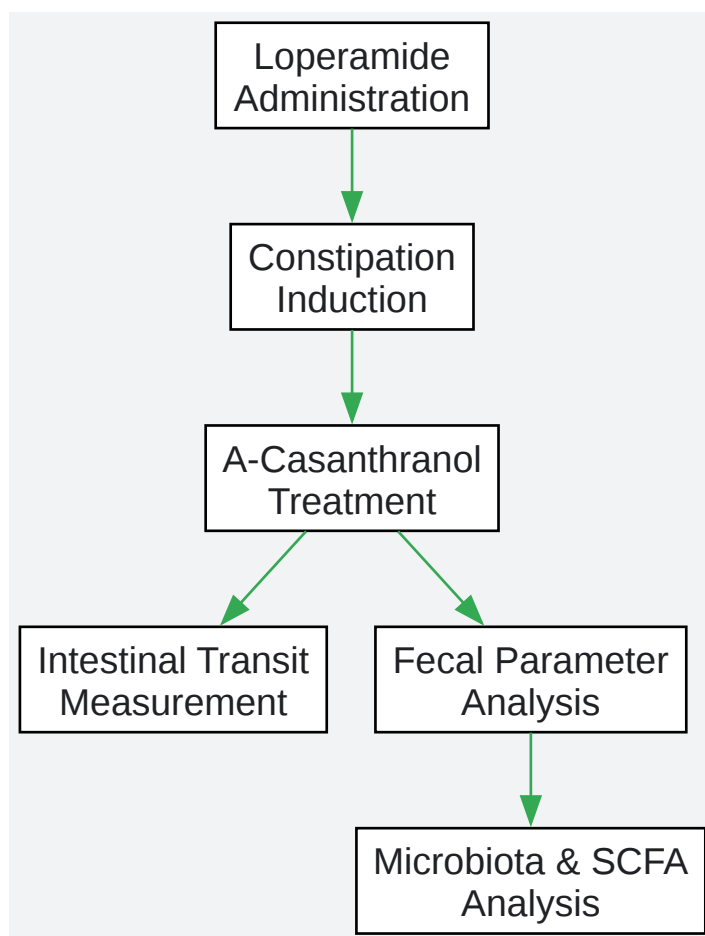 Loperamide
Administration
Constipation
Induction
A-Casanthranol
Treatment
Intestinal Transit
Measurement
Fecal Parameter
Analysis
Microbiota & SCFA
Analysis